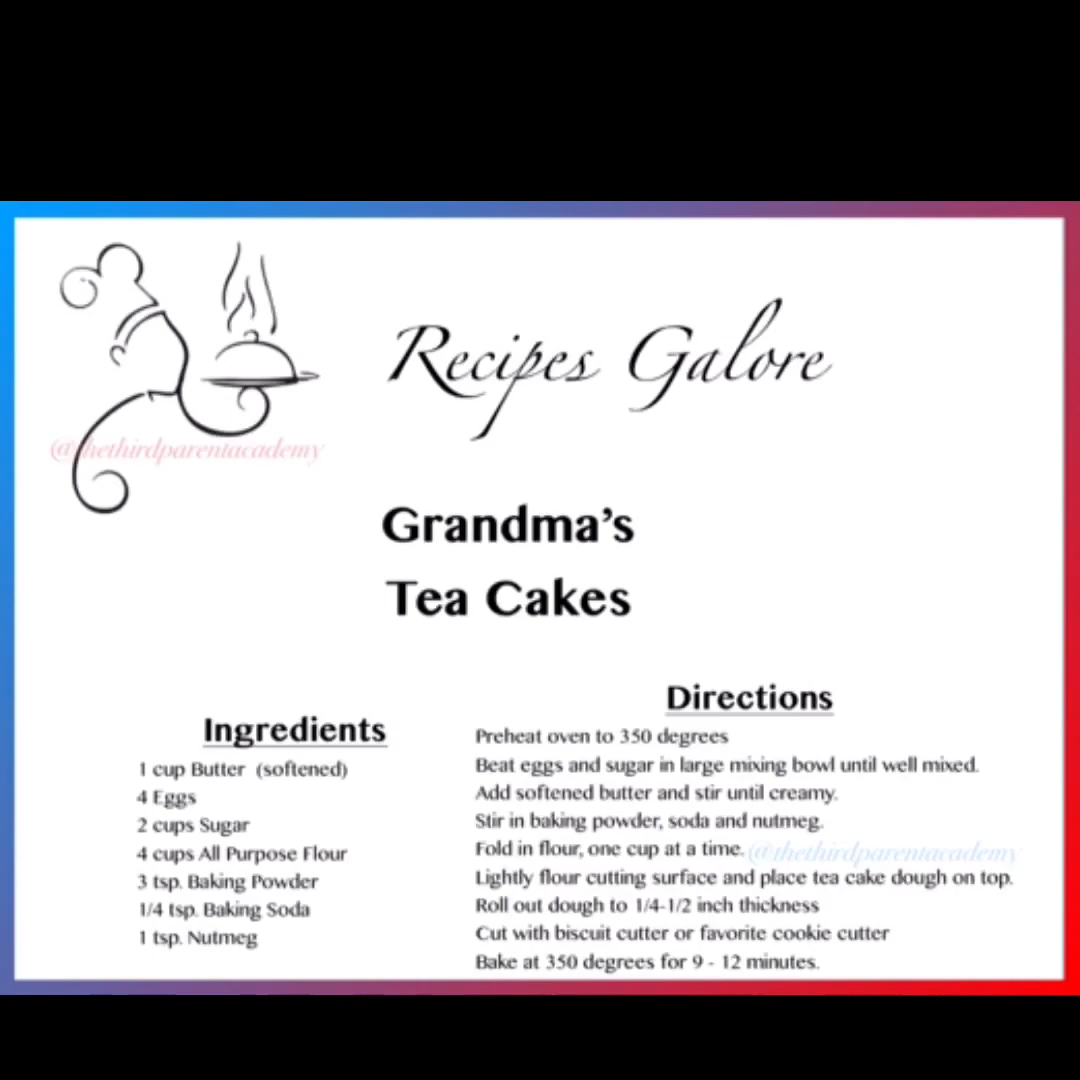 Recipes Galore
@thethirdparentacademy
Grandma's
Tea Cakes
Ingredients
1 cup Butter (softened)
4 Eggs
2 cups Sugar
4 cups All Purpose Flour
3 tsp. Baking Powder
1/4 tsp. Baking Soda
1 tsp. Nutmeg
Directions
Preheat oven to 350 degrees
Beat eggs and sugar in large mixing bowl until well mixed.
Add softened butter and stir until creamy.
Stir in baking powder, soda and nutmeg.
Fold in flour, one cup at a time. @thethirdparentacademy
Lightly flour cutting surface and place tea cake dough on top.
Roll out dough to 1/4-1/2 inch thickness
Cut with biscuit cutter or favorite cookie cutter
Bake at 350 degrees for 9 - 12 minutes.